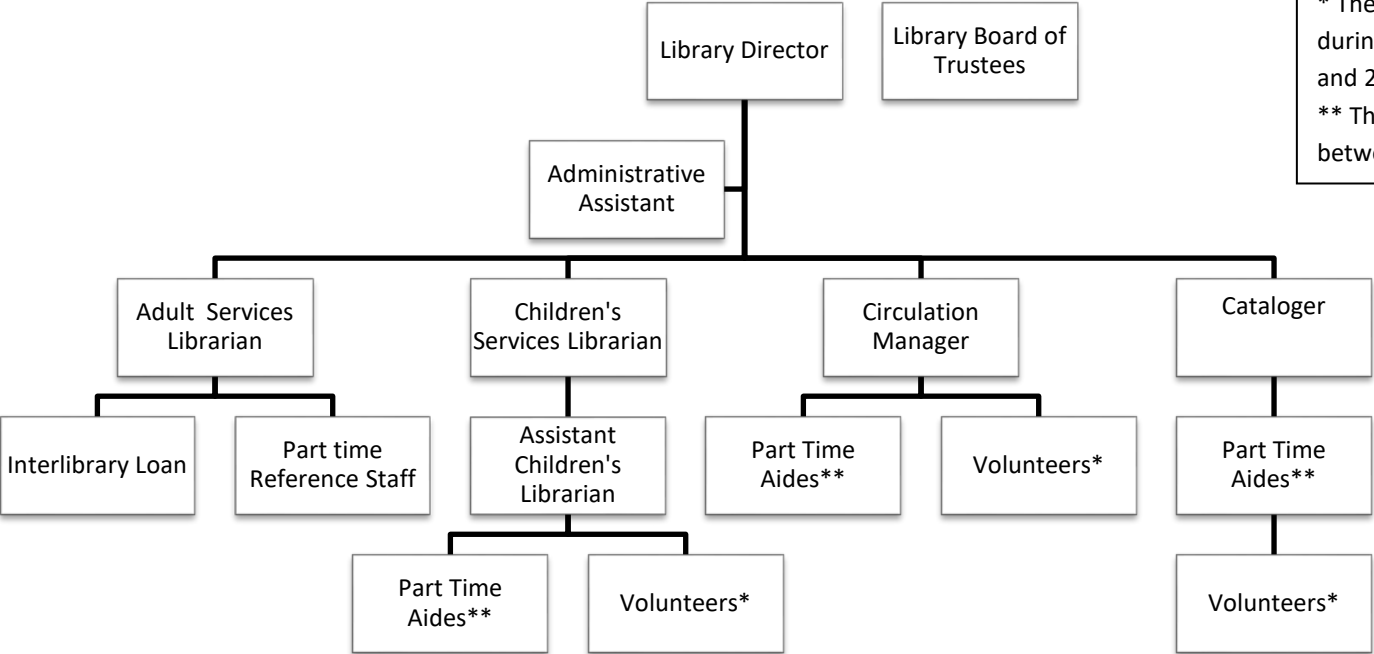 Library Director
Library Board of
Trustees
* The
durin
and 2
** Th
betwe
Administrative
Assistant
Adult  Services
Librarian
Children's
Services Librarian
Circulation
Manager
Cataloger
Interlibrary Loan
Part time
Reference Staff
Assistant
Children's
Librarian
Part Time
Aides**
Volunteers*
Part Time
Aides**
Part Time
Aides**
Volunteers*
Volunteers*